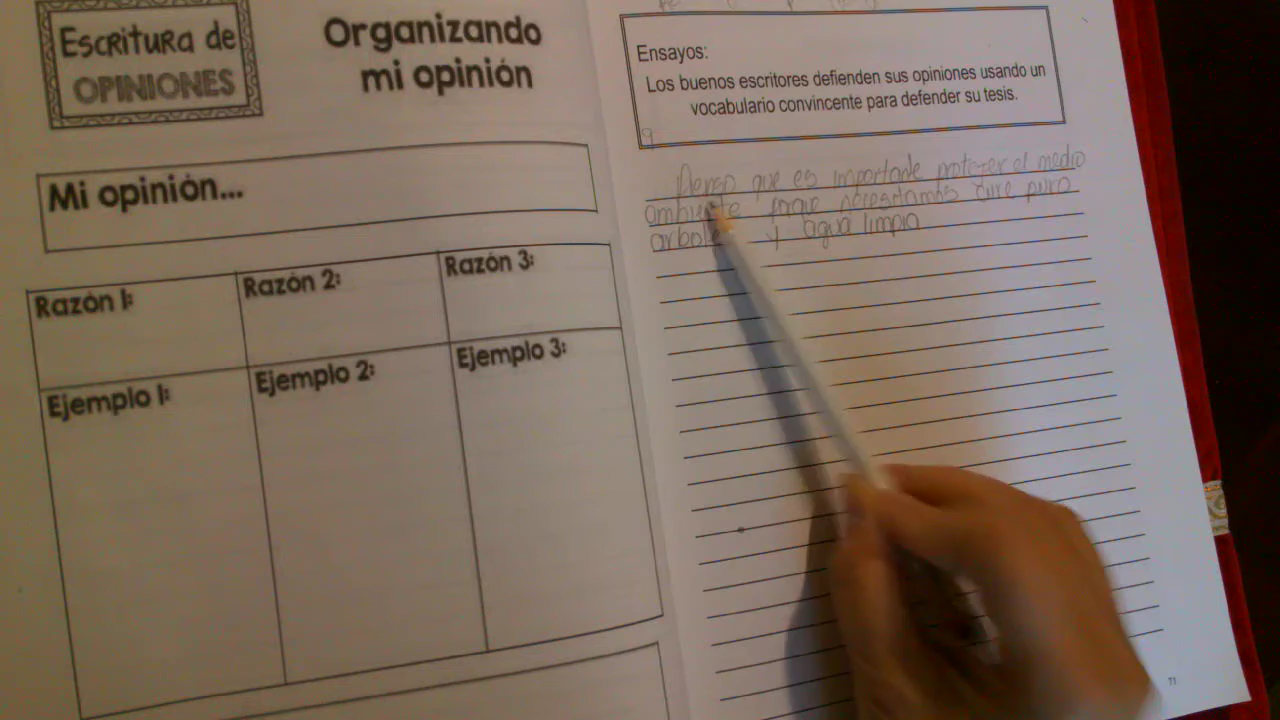 Escritura de
OPINIONES
Organizando
mi opinión
Mi opinión...
Razón 1:
Razón 2:
Razón 3:
Ejemplo 1:
Ejemplo 2:
Ejemplo 3:
Ensayos:
Los buenos escritores defienden sus opiniones usando un
vocabulario convincente para defender su tesis.
9
Pienso que es importante proteger el medio
ambiente porque necesitamos aire puro
arboles y agua limpia
71